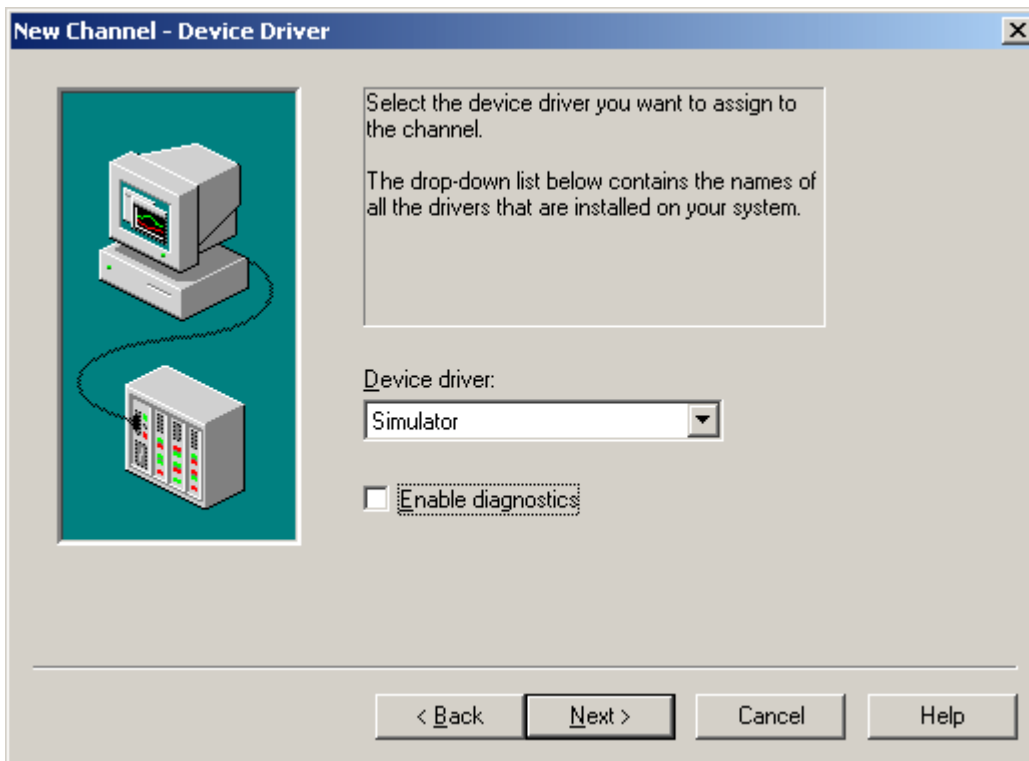 New Channel - Device Driver
Select the device driver you want to assign to
the channel.
The drop-down list below contains the names of
all the drivers that are installed on your system.
Device driver:
Simulator
Enable diagnostics
< Back
Next >
Cancel
Help